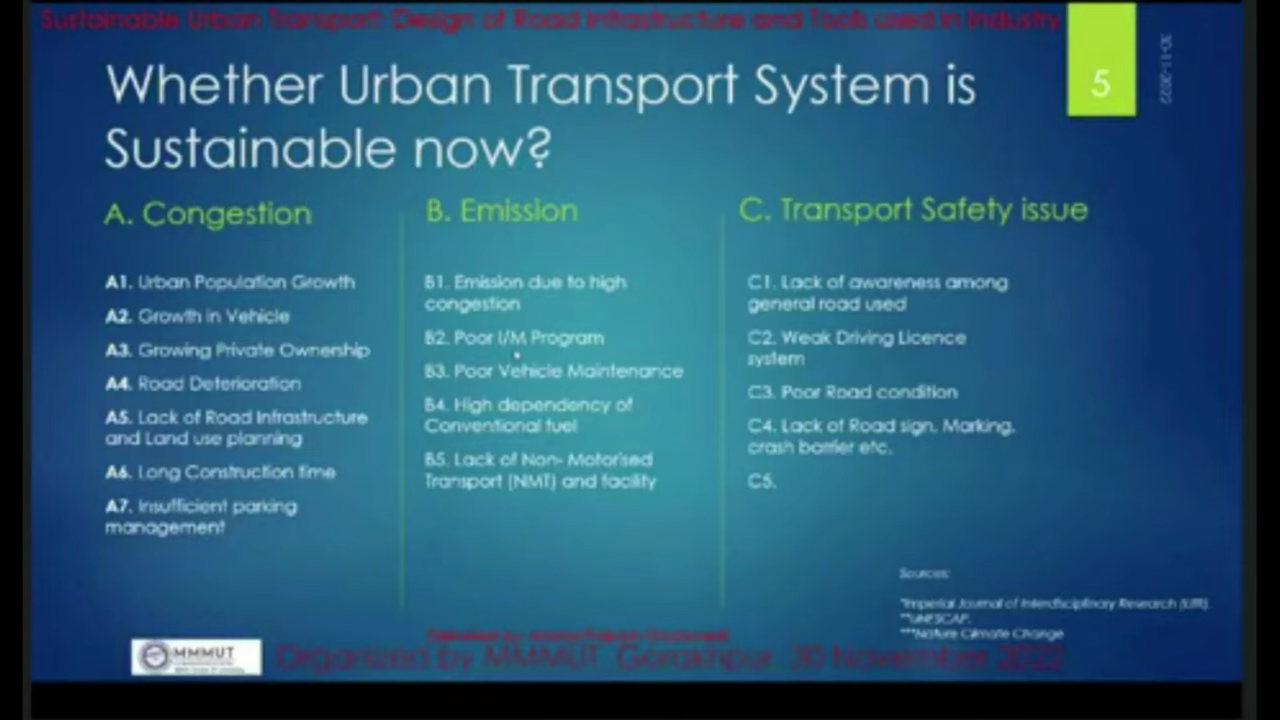 Sustainable Urban Transport: Design of Road Infrastructure and Tools used in Industry
5
30-11-2022
Whether Urban Transport System is
Sustainable now?
A. Congestion
A1. Urban Population Growth
A2. Growth in Vehicle
A3. Growing Private Ownership
A4. Road Deterioration
A5. Lack of Road Infrastructure
and Land use planning
A6. Long Construction time
A7. Insufficient parking
management
B. Emission
B1. Emission due to high
congestion
B2. Poor I/M Program
B3. Poor Vehicle Maintenance
B4. High dependency of
Conventional fuel
B5. Lack of Non- Motorised
Transport (NMT) and facility
C. Transport Safety issue
C1. Lack of awareness among
general road used
C2. Weak Driving Licence
system
C3. Poor Road condition
C4. Lack of Road sign, Marking,
crash barrier etc.
C5.
Sources:
*Imperial Journal of Interdisciplinary Research (IJIR).
**UNESCAP.
***Nature Climate Change
MMMUT
Organized by MMMUT, Gorakhpur, 30 November 2022